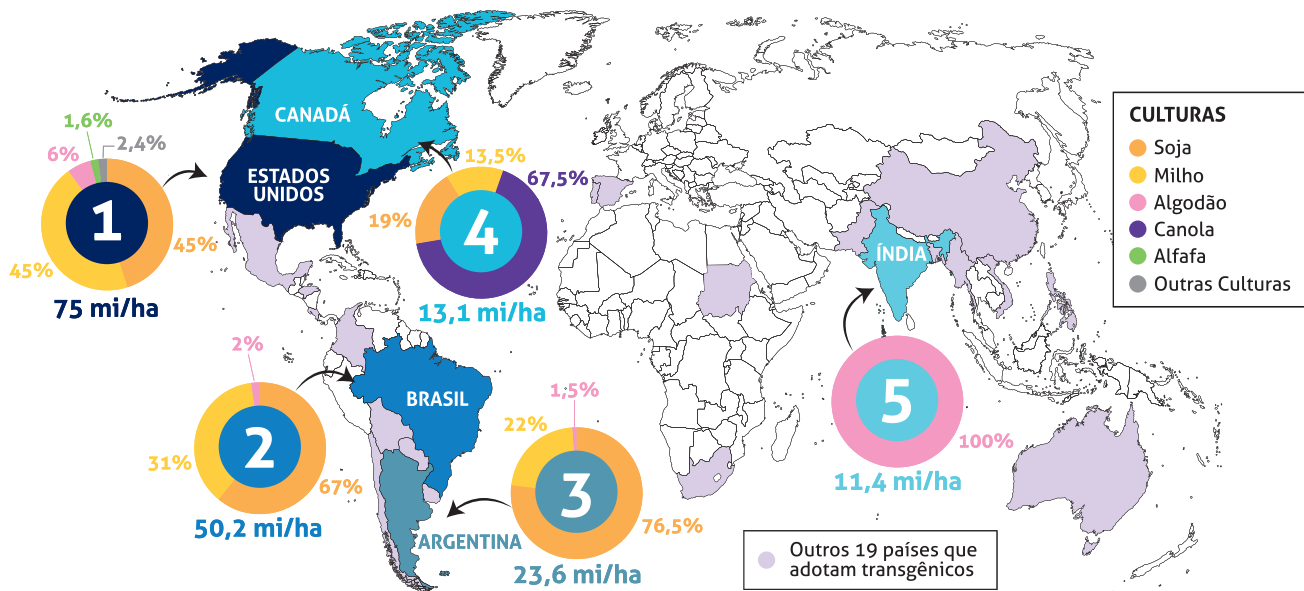 CANADÁ
ESTADOS
UNIDOS
1,6%
2,4%
6%
1
45%
45%
75 mi/ha
13,5%
67,5%
19%
4
13,1 mi/ha
2%
BRASIL
2
31%
67%
50,2 mi/ha
1,5%
22%
3
76,5%
ARGENTINA
23,6 mi/ha
ÍNDIA
5
100%
11,4 mi/ha
CULTURAS
Soja
Milho
Algodão
Canola
Alfafa
Outras Culturas
Outros 19 países que
adotam transgênicos